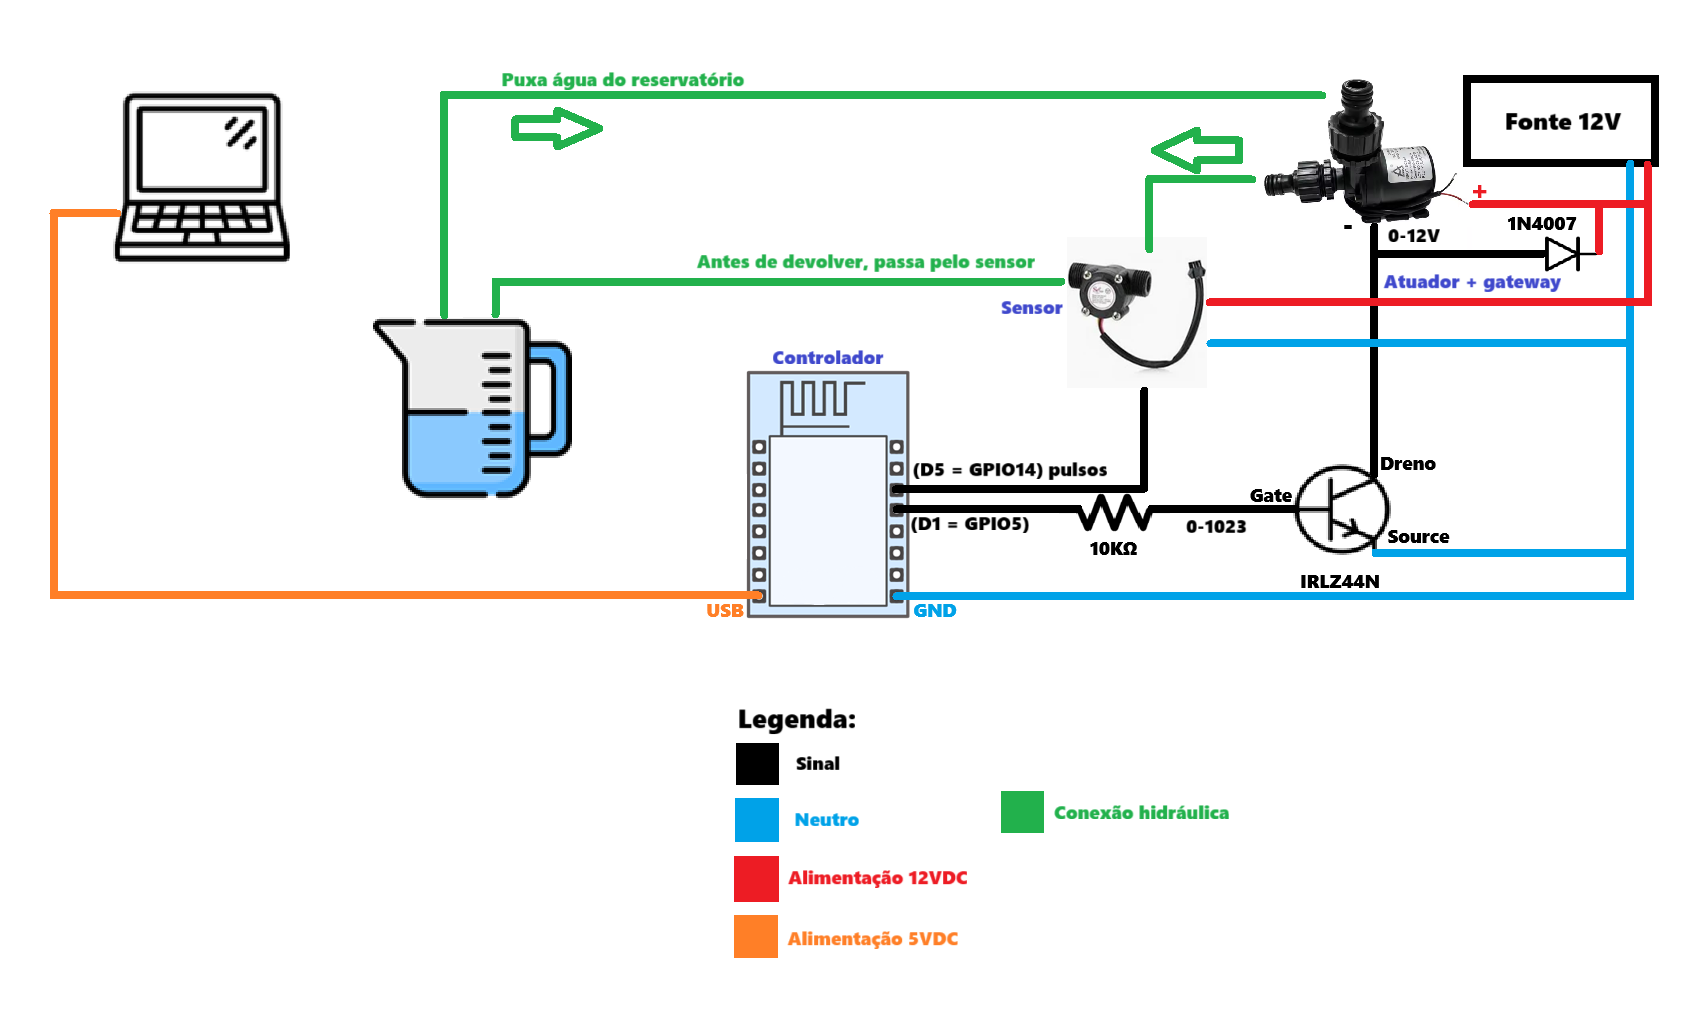 Puxa água do reservatório
Fonte 12V
+
1N4007
-
0-12V
Antes de devolver, passa pelo sensor
Atuador + gateway
Sensor
Controlador
Dreno
(D5 = GPIO14) pulsos
Gate
(D1 = GPIO5)
0-1023
Source
10KΩ
IRLZ44N
USB
GND
Legenda:
Sinal
Neutro
Conexão hidráulica
Alimentação 12VDC
Alimentação 5VDC